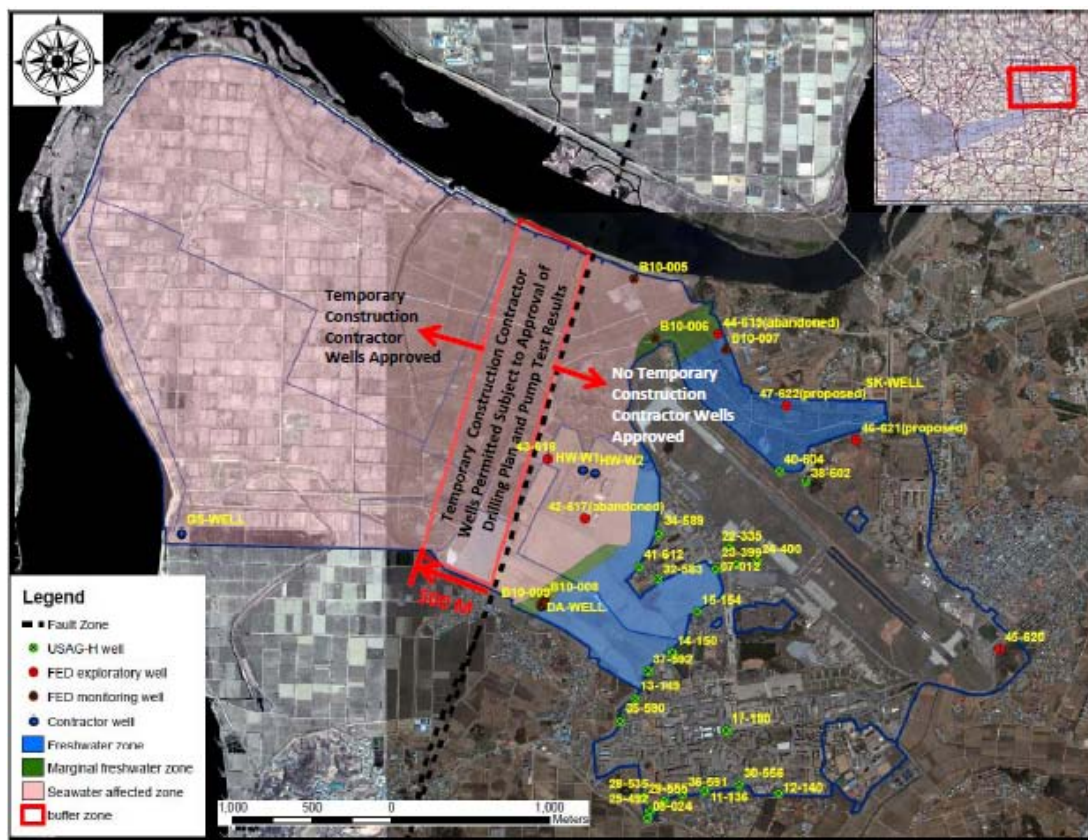 Temporary
Construction
Contractor
Wells Approved
Temporary Construction Contractor
Wells Permitted Subject to Approval of
Drilling Plan and Pump Test Results
No Temporary
Construction
Contractor Wells
Approved
B10-005
B10-006
44-619(abandoned)
B10-007
47-622(proposed)
SK-WELL
46-621(proposed)
40-604
38-602
43-618
HW-W1
HW-W2
42-617(abandoned)
34-589
22-335
24-400
23-399
07-012
41-612
32-583
15-154
B10-009
B10-008
DA-WELL
14-150
37-592
13-149
35-590
45-620
17-180
30-556
36-591
11-136
12-140
28-535
29-555
08-024
500 M
Legend
Fault Zone
USAG-H well
FED exploratory well
FED monitoring well
Contractor well
Freshwater zone
Marginal freshwater zone
Seawater affected zone
buffer zone
1,000
500
0
1,000
Meters